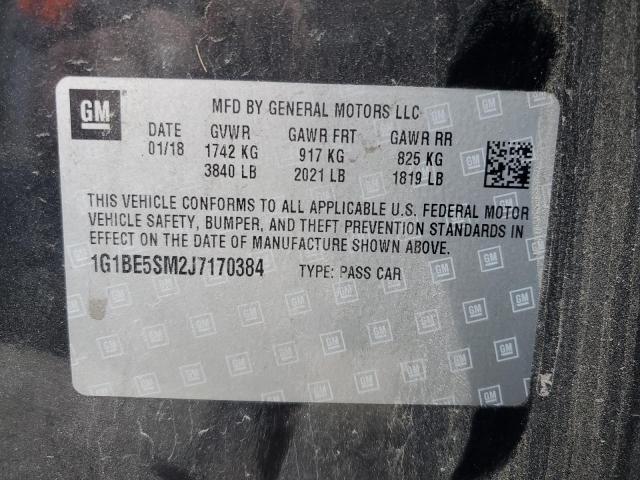 GM
MFD BY GENERAL MOTORS LLC
DATE GVWR GAWR FRT GAWR RR
01/18 1742 KG 917 KG 825 KG
3840 LB 2021 LB 1819 LB
THIS VEHICLE CONFORMS TO ALL APPLICABLE U.S. FEDERAL MOTOR
VEHICLE SAFETY, BUMPER, AND THEFT PREVENTION STANDARDS IN
EFFECT ON THE DATE OF MANUFACTURE SHOWN ABOVE.
1G1BE5SM2J7170384 TYPE: PASS CAR